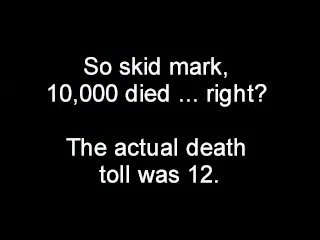 So skid mark,
10,000 died ... right?
The actual death
toll was 12.